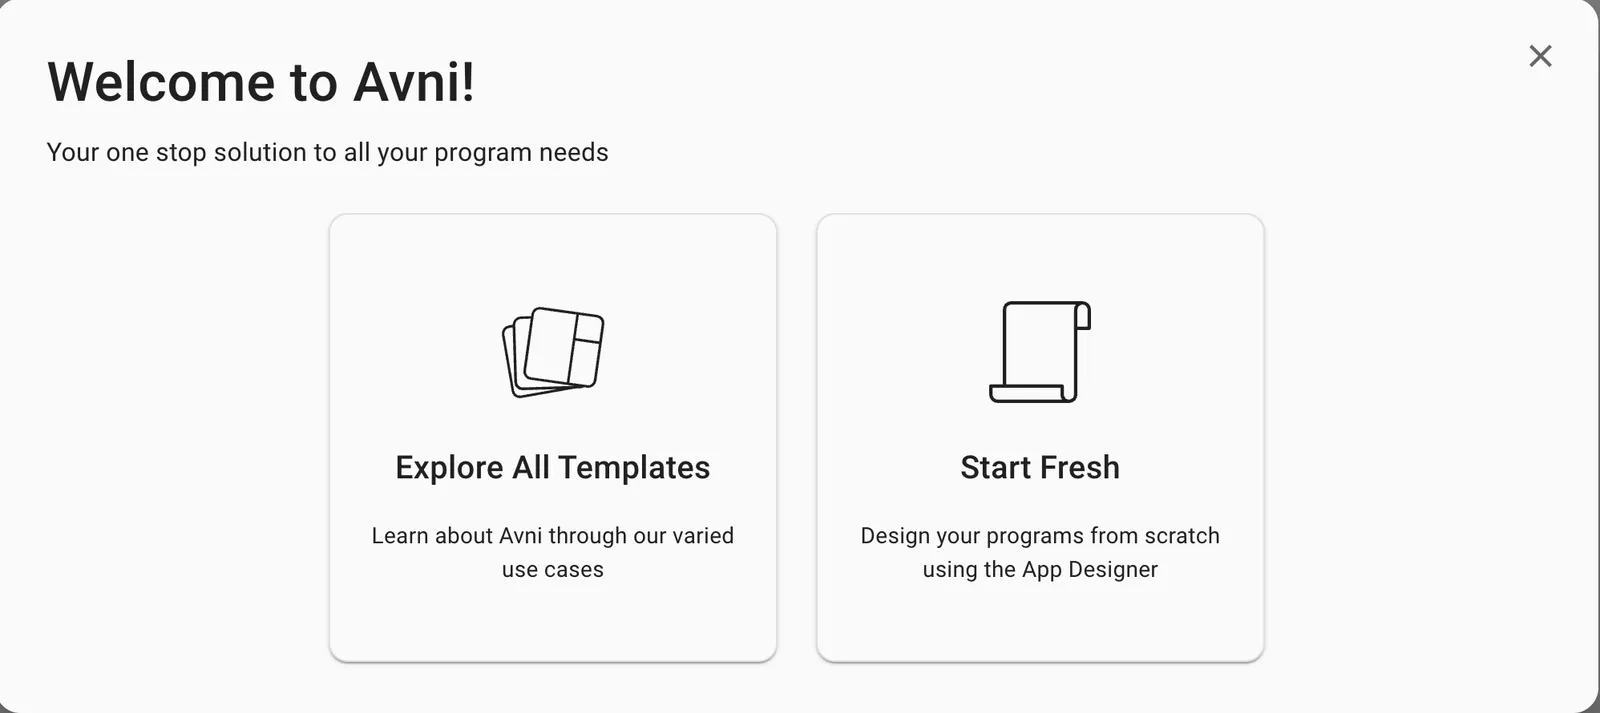 Welcome to Avni!
Your one stop solution to all your program needs
Explore All Templates
Learn about Avni through our varied
use cases
Start Fresh
Design your programs from scratch
using the App Designer